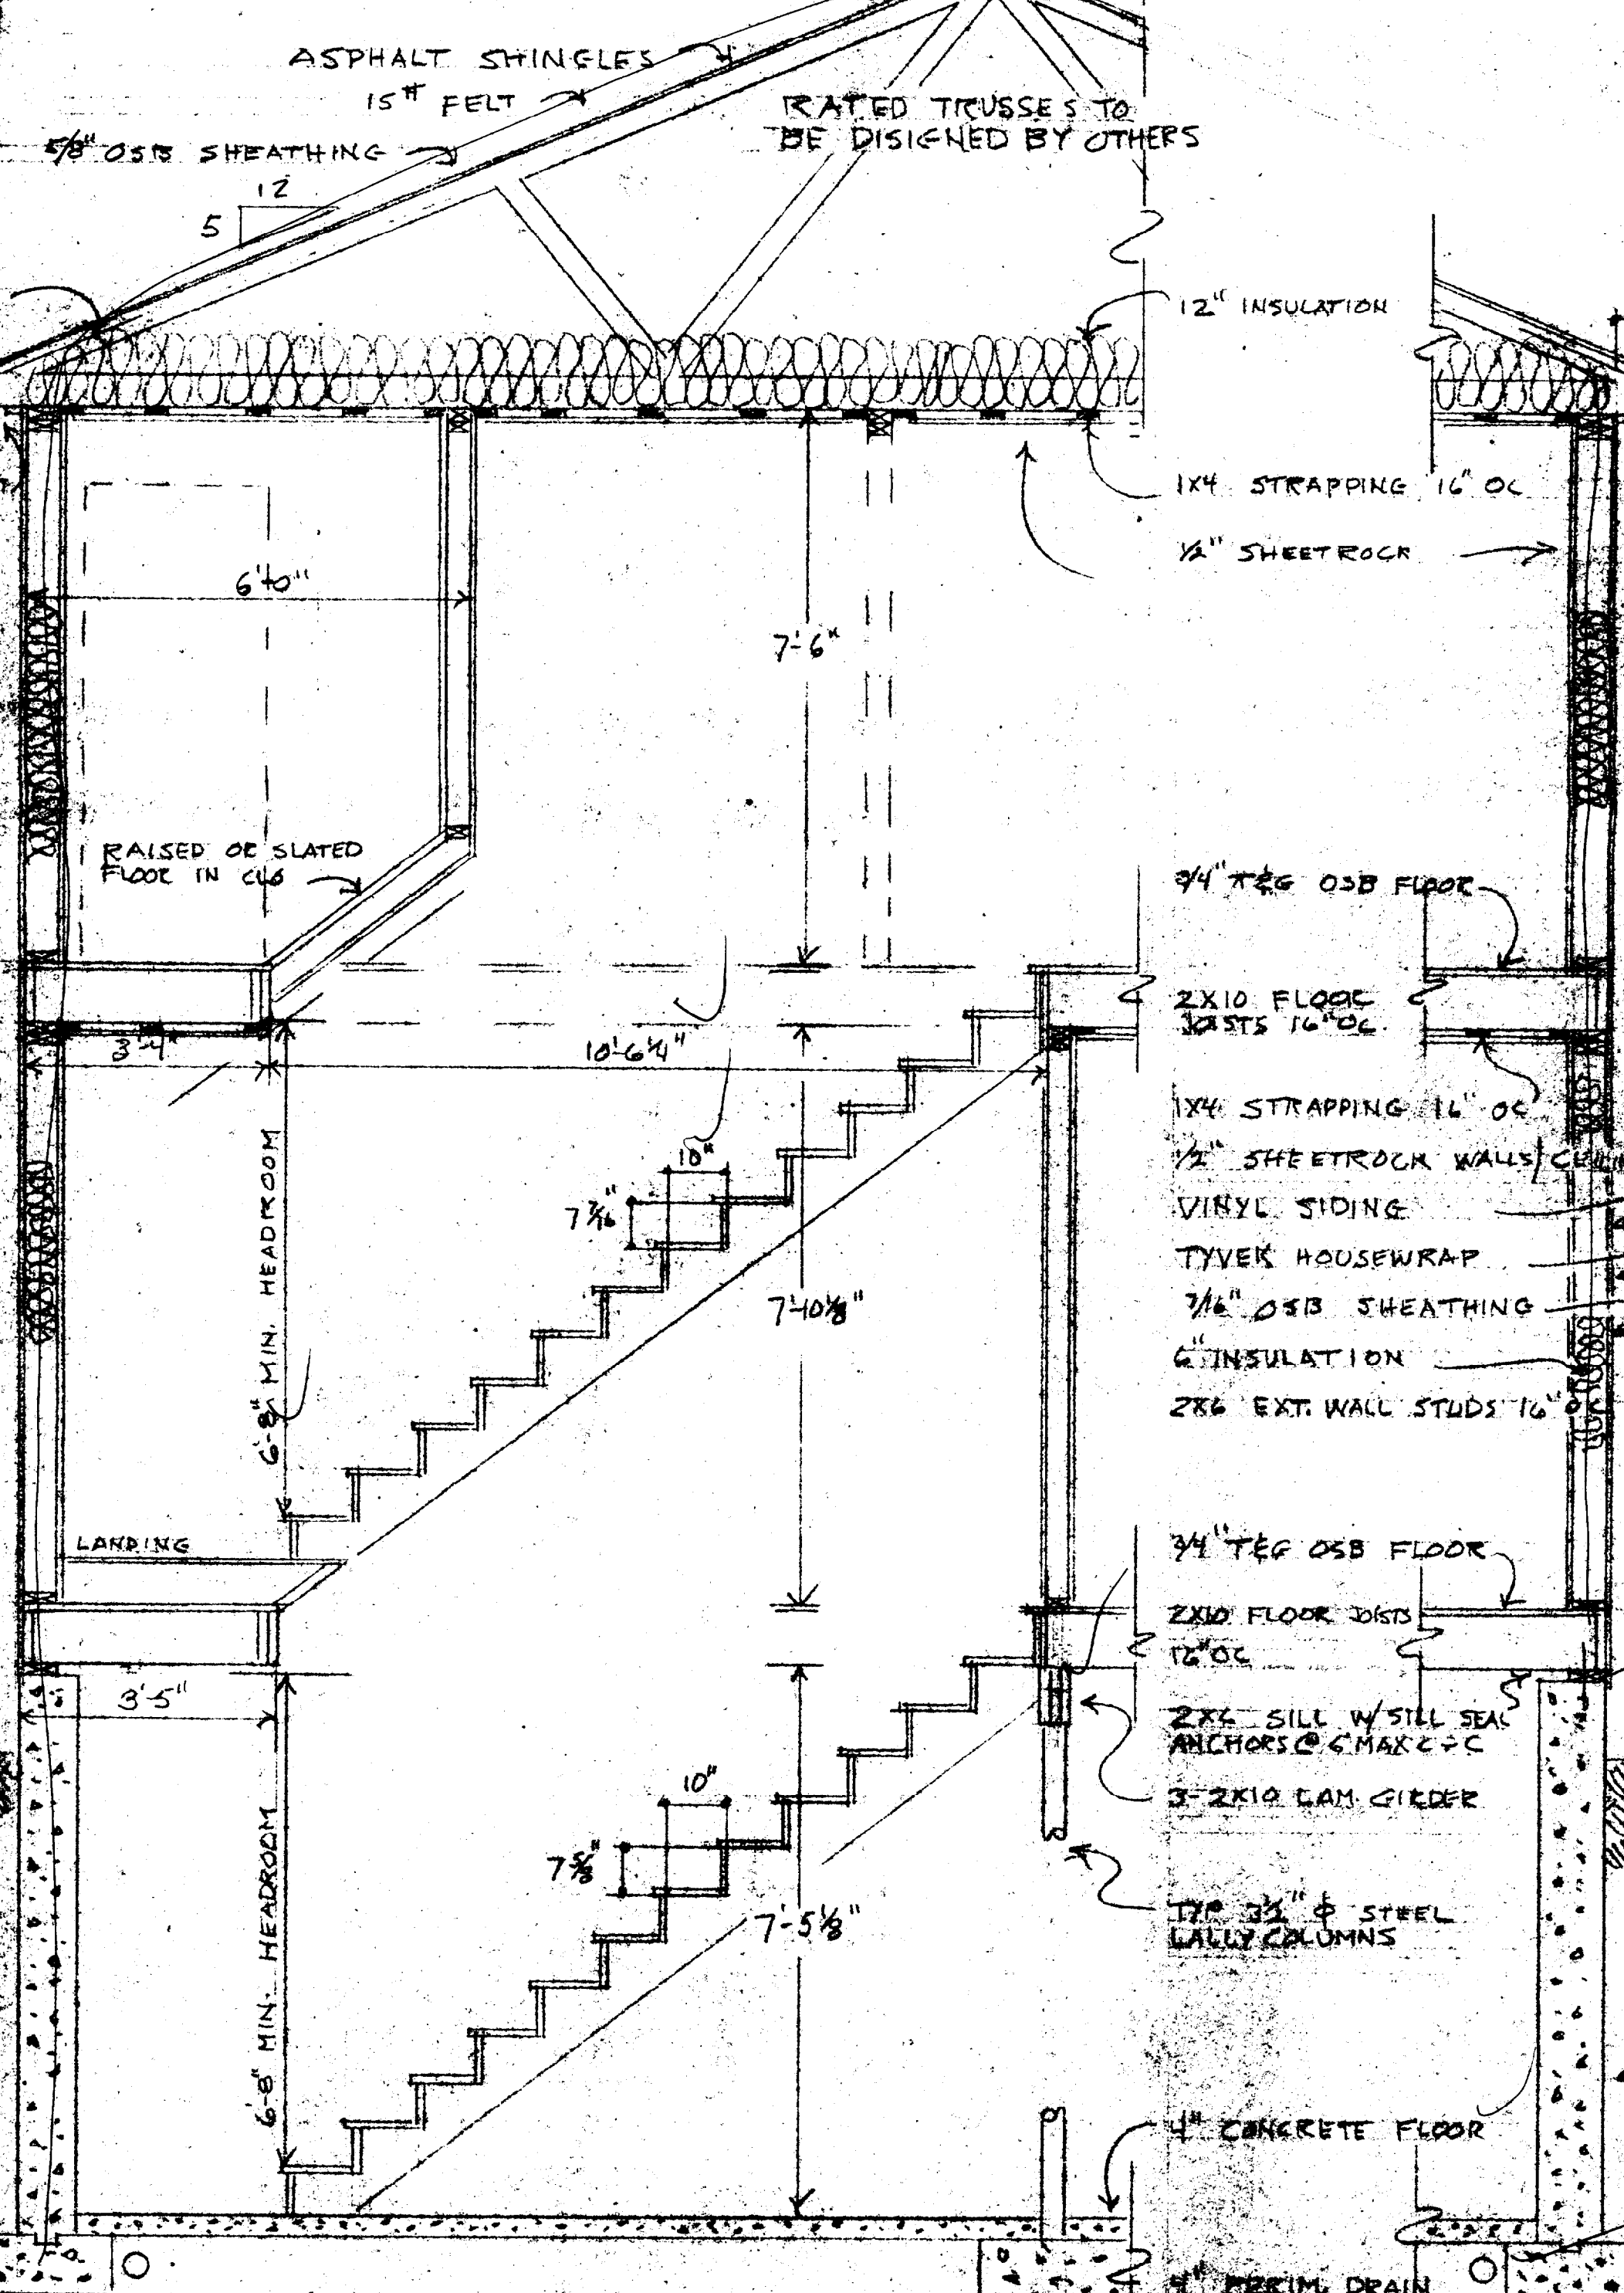 ASPHALT SHINGLES
15# FELT
5/8" OSB SHEATHING
12
5
RATED TRUSSES TO
BE DISIGNED BY OTHERS
12" INSULATION
1X4 STRAPPING 16" OC
1/2" SHEETROCK
6'-0"
7'-6"
RAISED OR SLATED
FLOOR IN CLG
3/4" T&G OSB FLOOR
2X10 FLOOR
JOISTS 16" OC.
3'-4"
10'-6 1/4"
1X4 STRAPPING 16" OC
1/2" SHEETROCK WALLS/
VINYL SIDING
TYVEK HOUSEWRAP
7/16" OSB SHEATHING
6" INSULATION
2X6 EXT. WALL STUDS 16"
6'-8" MIN. HEADROOM
10"
7 7/16"
7'-10 1/8"
LANDING
3/4" T&G OSB FLOOR
2X10 FLOOR JOISTS
16" OC
3'-5"
2X6 SILL W/ SILL SEAL
ANCHORS @ 6' MAX C-C
3-2X10 LAM. GIRDER
10"
7 5/8"
7'-5 1/8"
6'-8" MIN. HEADROOM
TYP 3 1/2" Φ STEEL
LALLY COLUMNS
4" CONCRETE FLOOR
4" PERIM. DRAIN